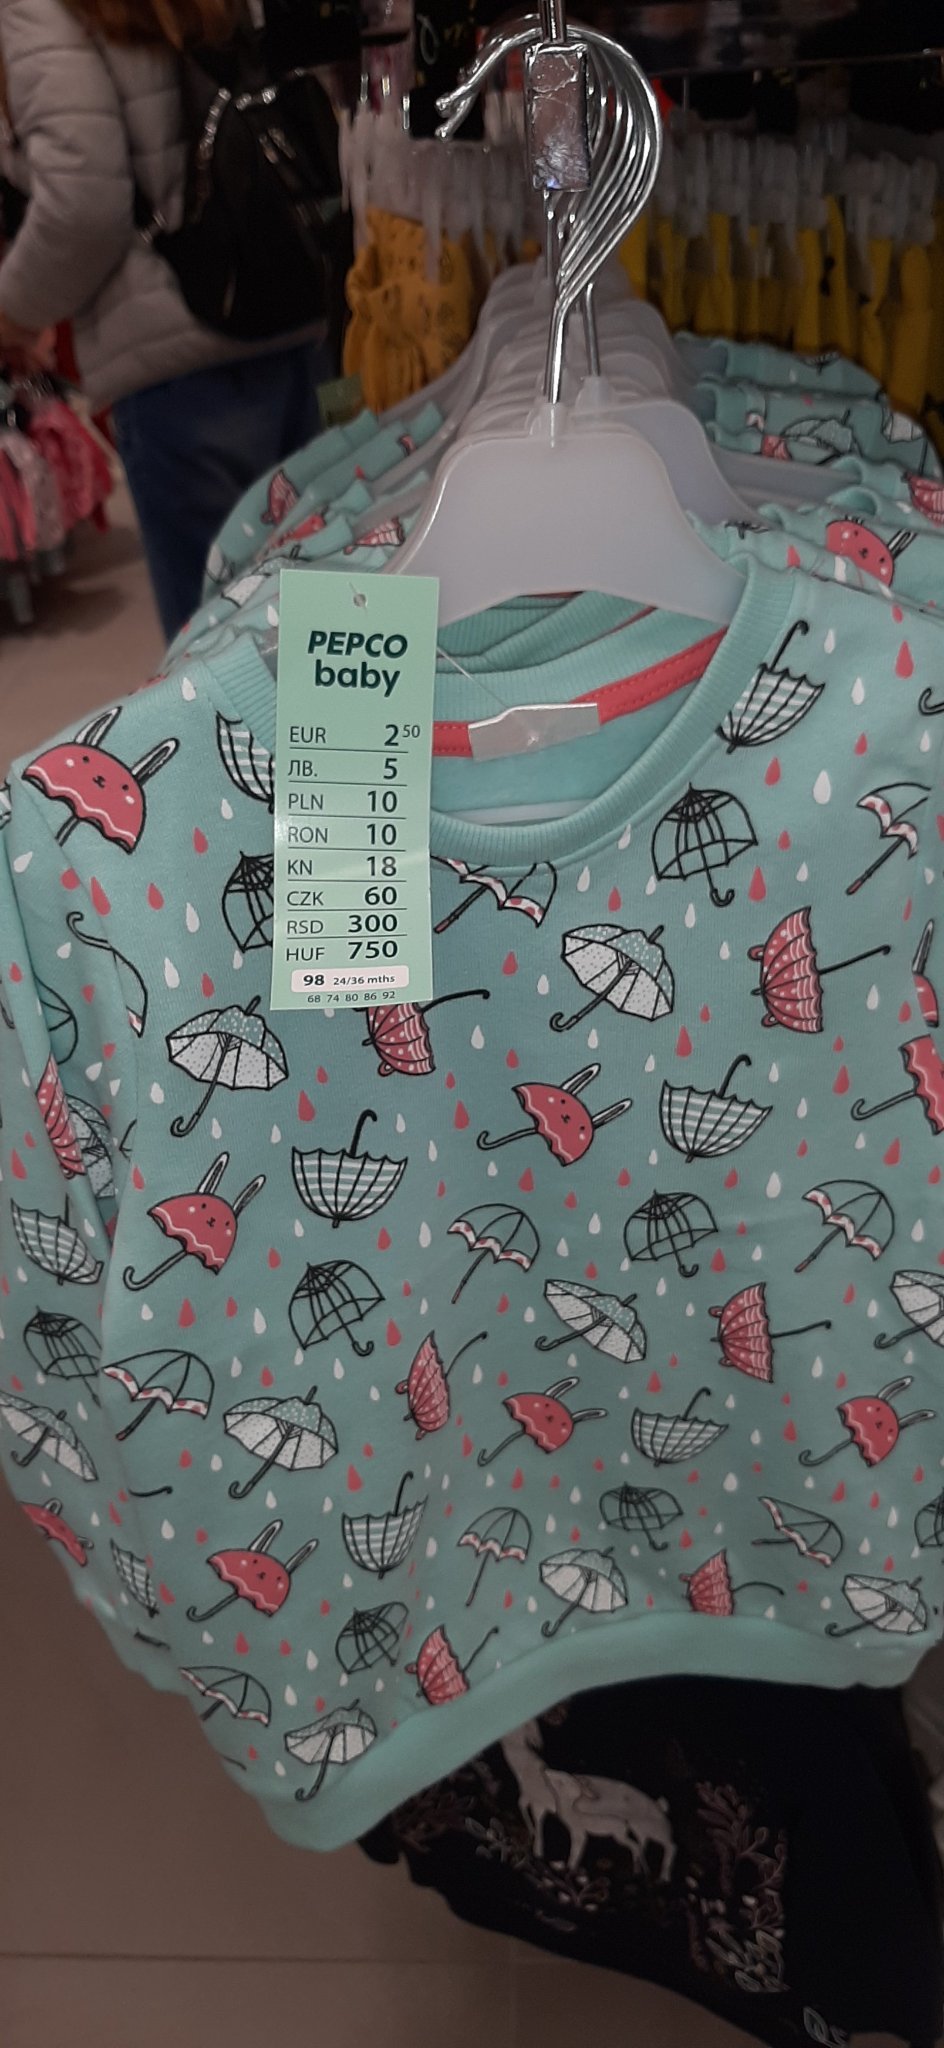 PEPCO
baby
EUR 2 50
ЛВ. 5
PLN 10
RON 10
KN 18
CZK 60
RSD 300
HUF 750
98 24/36 mths
68 74 80 86 92